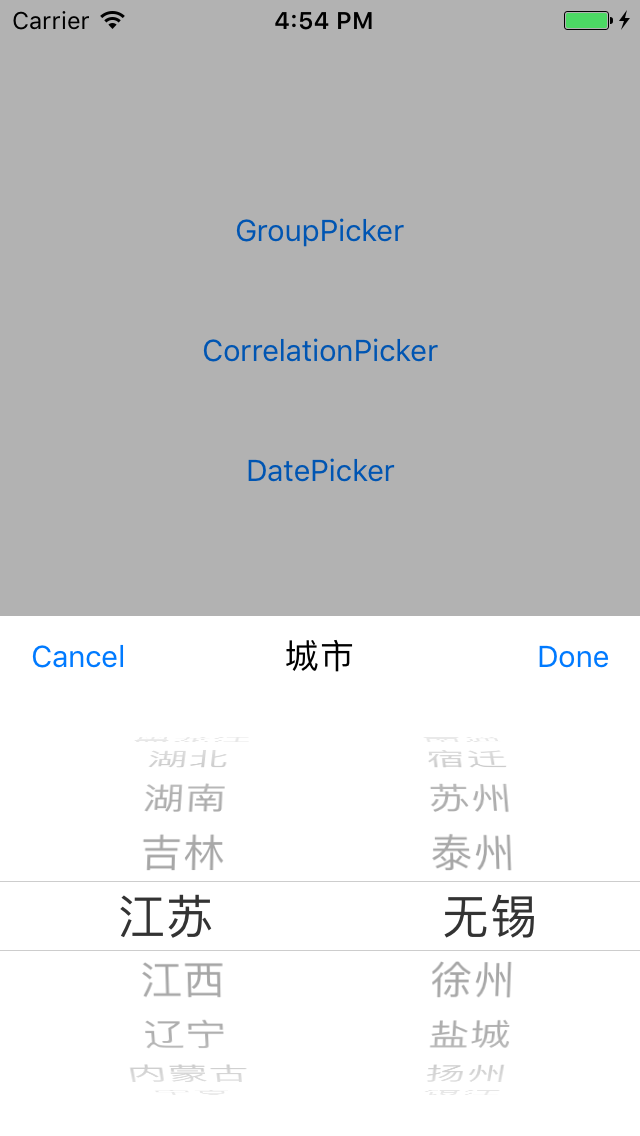 Carrier 4:54 PM
GroupPicker
CorrelationPicker
DatePicker
Cancel 城市 Done
湖北 宿迁
湖南 苏州
吉林 泰州
江苏 无锡
江西 徐州
辽宁 盐城
内蒙古 扬州